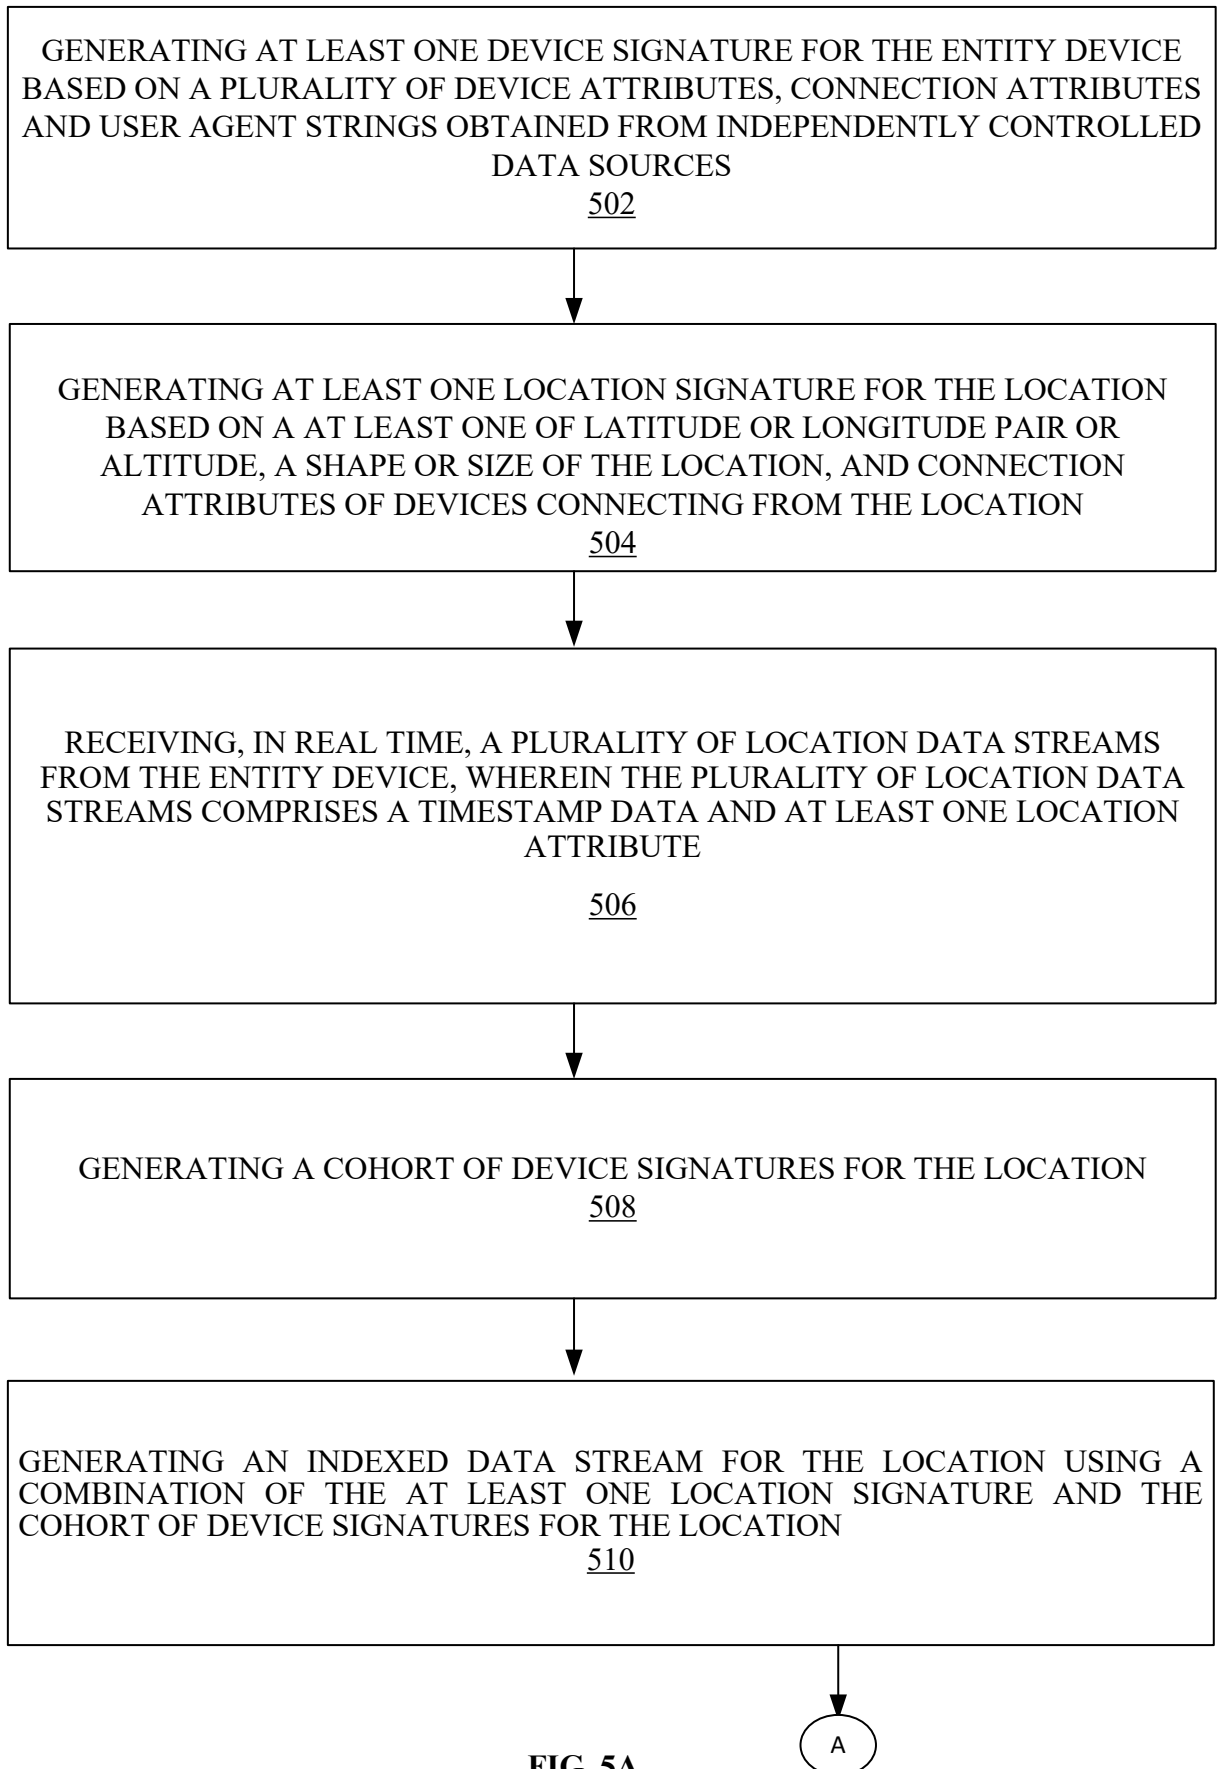 GENERATING AT LEAST ONE DEVICE SIGNATURE FOR THE ENTITY DEVICE
BASED ON A PLURALITY OF DEVICE ATTRIBUTES, CONNECTION ATTRIBUTES
AND USER AGENT STRINGS OBTAINED FROM INDEPENDENTLY CONTROLLED
DATA SOURCES
502
GENERATING AT LEAST ONE LOCATION SIGNATURE FOR THE LOCATION
BASED ON A AT LEAST ONE OF LATITUDE OR LONGITUDE PAIR OR
ALTITUDE, A SHAPE OR SIZE OF THE LOCATION, AND CONNECTION
ATTRIBUTES OF DEVICES CONNECTING FROM THE LOCATION
504
RECEIVING, IN REAL TIME, A PLURALITY OF LOCATION DATA STREAMS
FROM THE ENTITY DEVICE, WHEREIN THE PLURALITY OF LOCATION DATA
STREAMS COMPRISES A TIMESTAMP DATA AND AT LEAST ONE LOCATION
ATTRIBUTE
506
GENERATING A COHORT OF DEVICE SIGNATURES FOR THE LOCATION
508
GENERATING AN INDEXED DATA STREAM FOR THE LOCATION USING A
COMBINATION OF THE AT LEAST ONE LOCATION SIGNATURE AND THE
COHORT OF DEVICE SIGNATURES FOR THE LOCATION
510
A
FIG. 5A